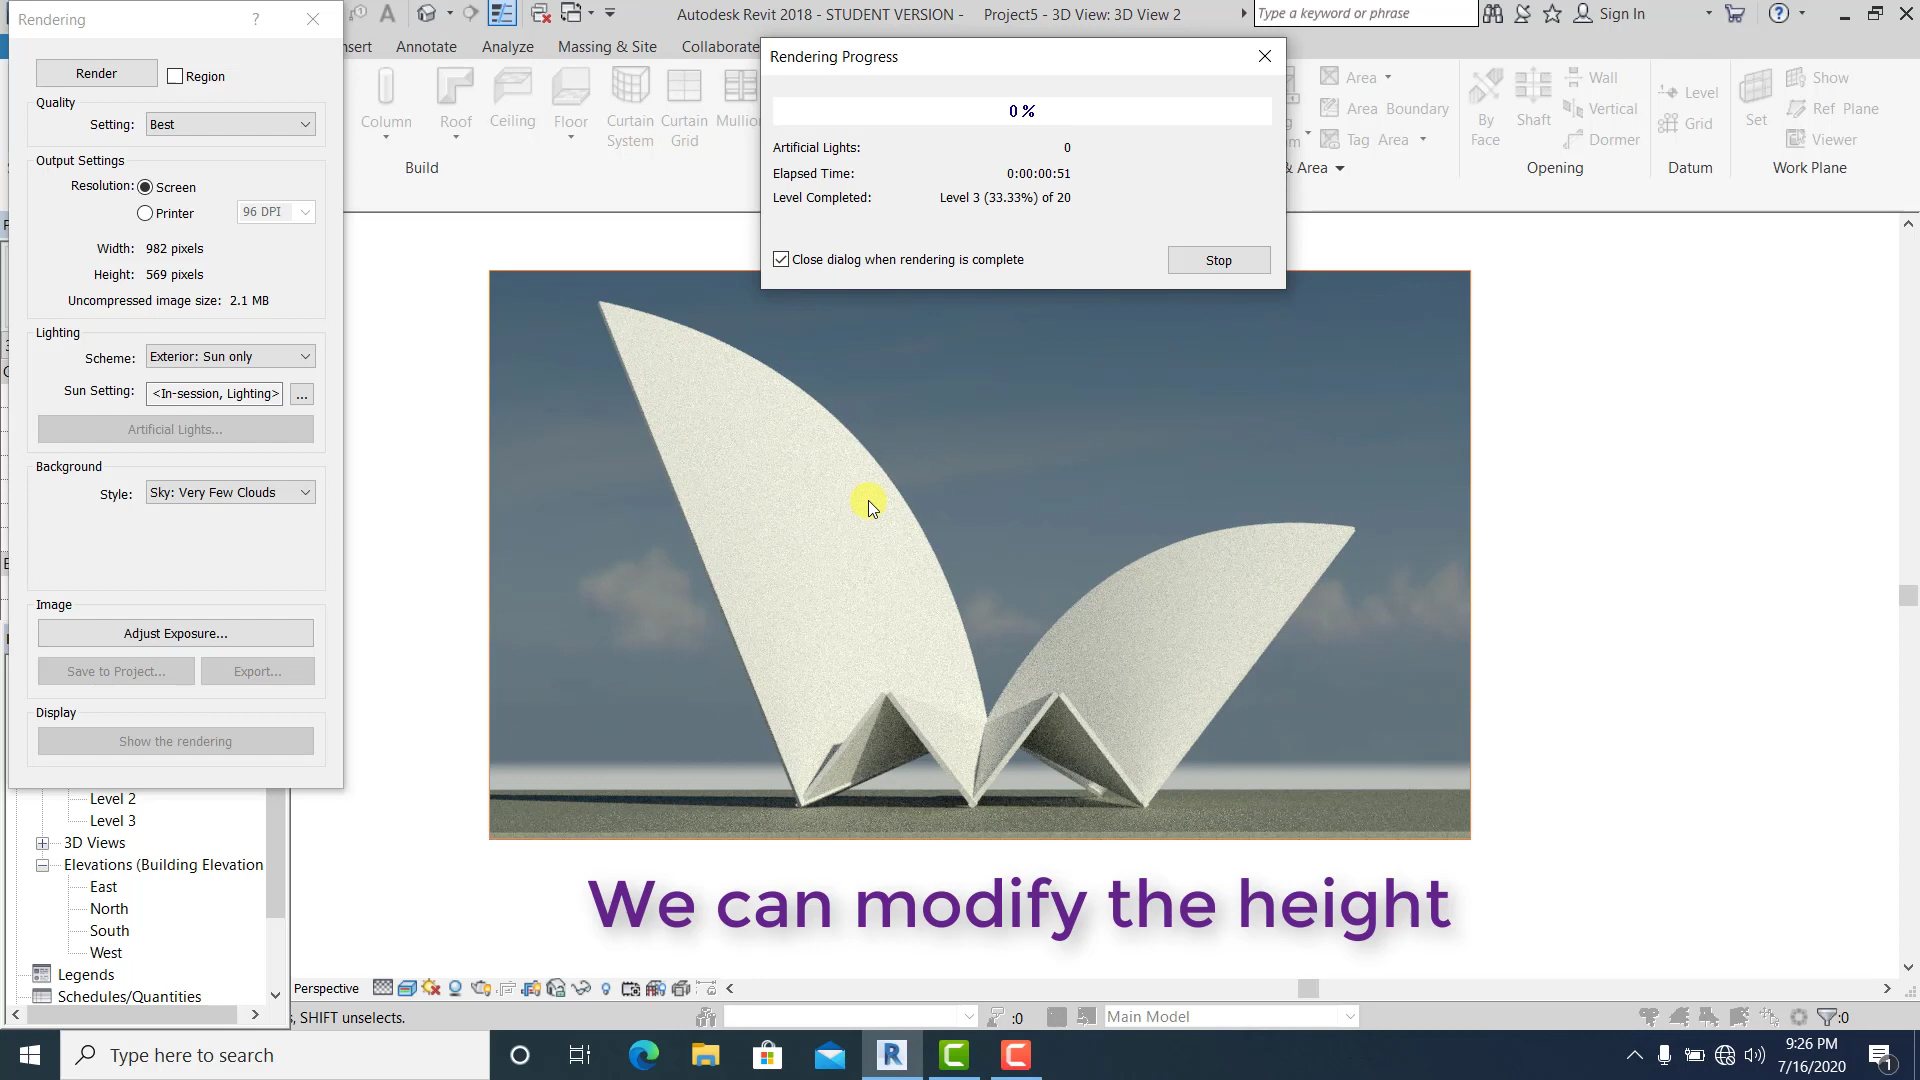 Rendering
?
Autodesk Revit 2018 - STUDENT VERSION -
Project5 - 3D View: 3D View 2
Type a keyword or phrase
Sign In
Annotate
Analyze
Massing & Site
Collaborate
Render
Region
Quality
Setting:
Best
Output Settings
Resolution:
Screen
Printer
96 DPI
Width: 982 pixels
Height: 569 pixels
Uncompressed image size: 2.1 MB
Lighting
Scheme:
Exterior: Sun only
Sun Setting:
<In-session, Lighting>
...
Artificial Lights...
Background
Style:
Sky: Very Few Clouds
Image
Adjust Exposure...
Save to Project...
Export...
Display
Show the rendering
Column
Roof
Ceiling
Floor
Curtain System
Curtain Grid
Build
Rendering Progress
0 %
Artificial Lights: 0
Elapsed Time: 0:00:00:51
Level Completed: Level 3 (33.33%) of 20
Close dialog when rendering is complete
Stop
Area
Area Boundary
Tag Area
& Area
By Face
Shaft
Wall
Vertical
Dormer
Opening
Level
Grid
Datum
Set
Show
Ref Plane
Viewer
Work Plane
Level 2
Level 3
3D Views
Elevations (Building Elevation
East
North
South
West
Legends
Schedules/Quantities
We can modify the height
Perspective
, SHIFT unselects.
:0
Main Model
:0
Type here to search
9:26 PM
7/16/2020
1